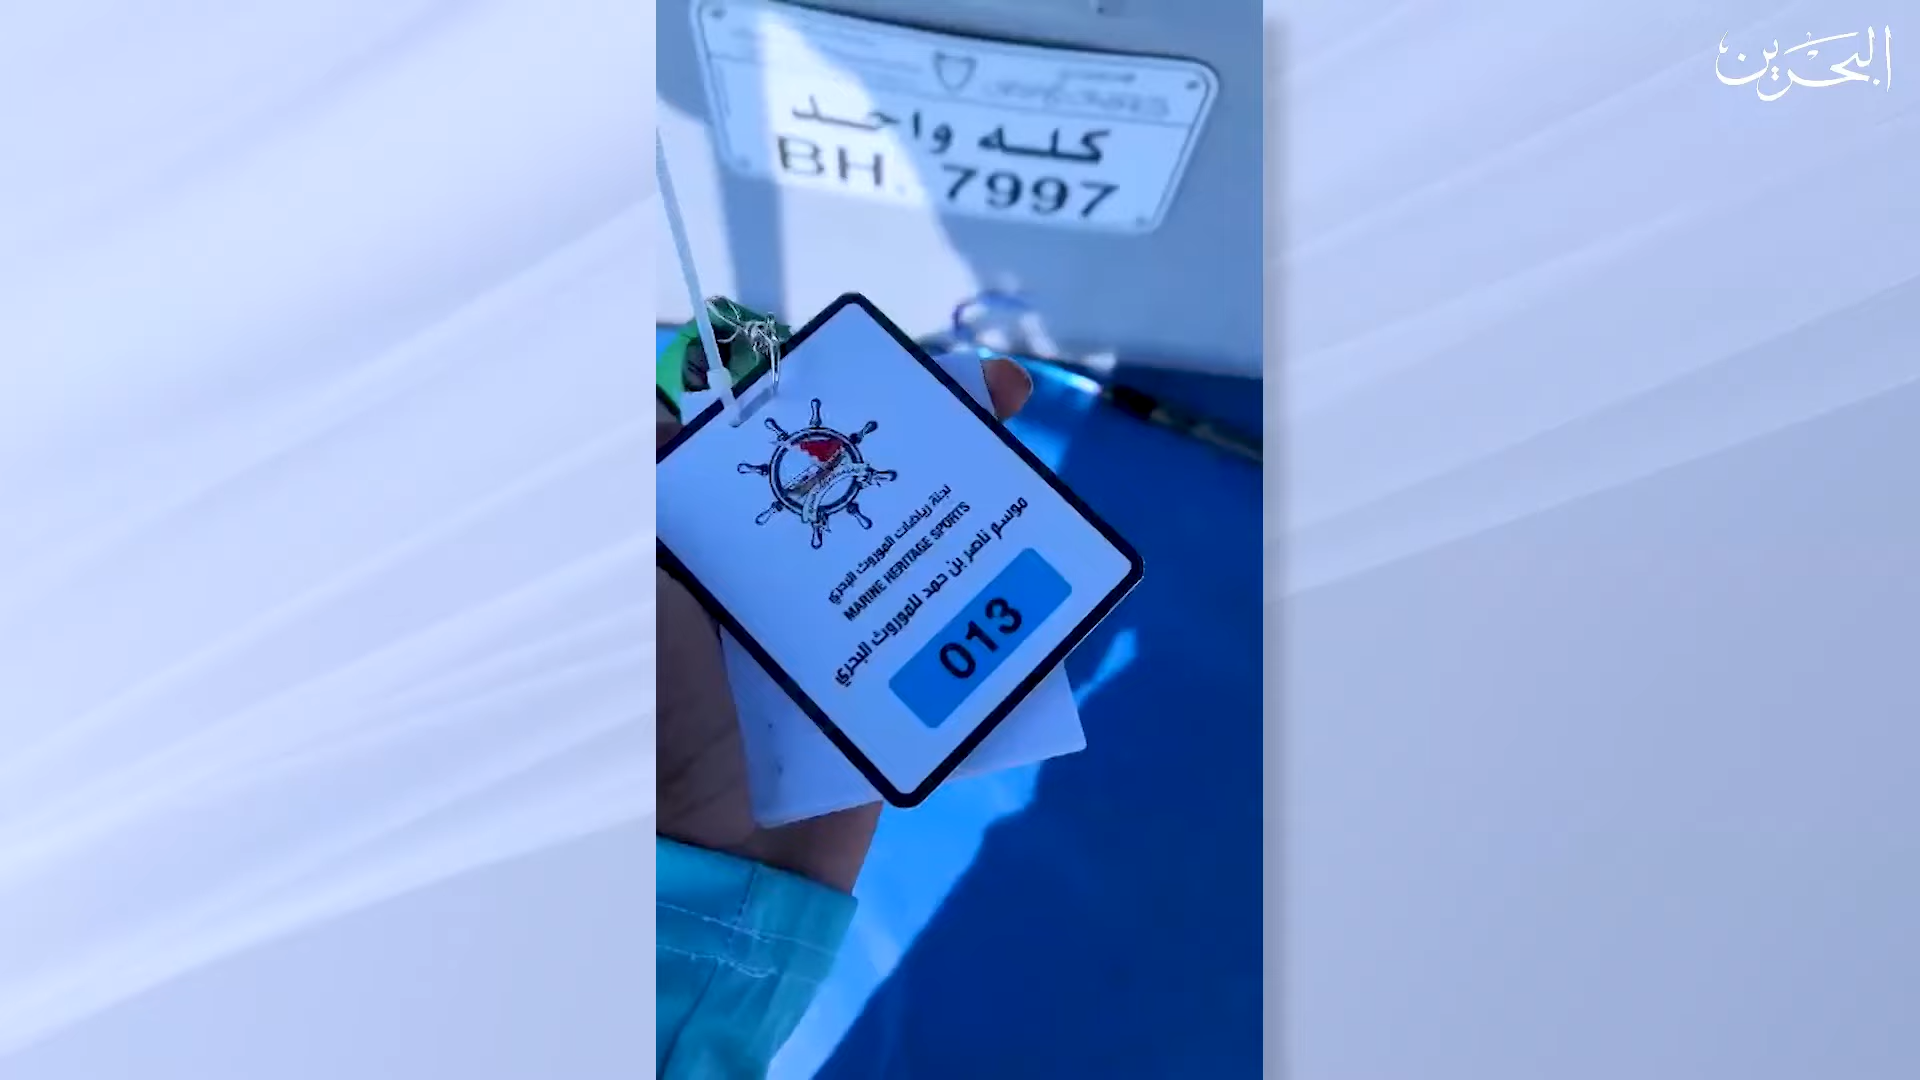 البحرين
كله واحد
BH. 7997
لجنة رياضات الموروث البحري
MARINE HERITAGE SPORTS
موسم ناصر بن حمد للموروث البحري
013